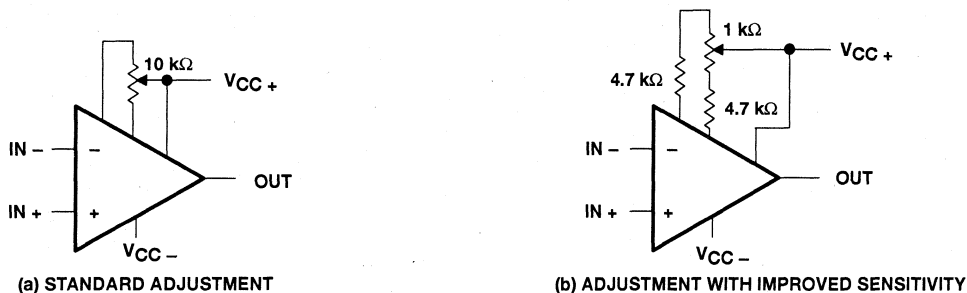 10 kΩ
VCC +
IN –
–
OUT
IN +
+
VCC –
(a) STANDARD ADJUSTMENT
1 kΩ
VCC +
4.7 kΩ
4.7 kΩ
IN –
–
OUT
IN +
+
VCC –
(b) ADJUSTMENT WITH IMPROVED SENSITIVITY